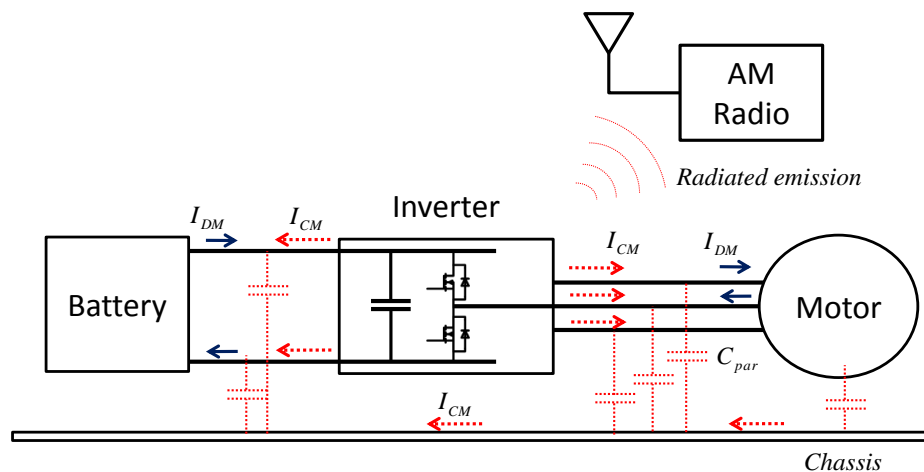 AM
Radio
Radiated emission
Inverter
I_DM
I_CM
I_CM
I_DM
Battery
Motor
C_par
I_CM
Chassis